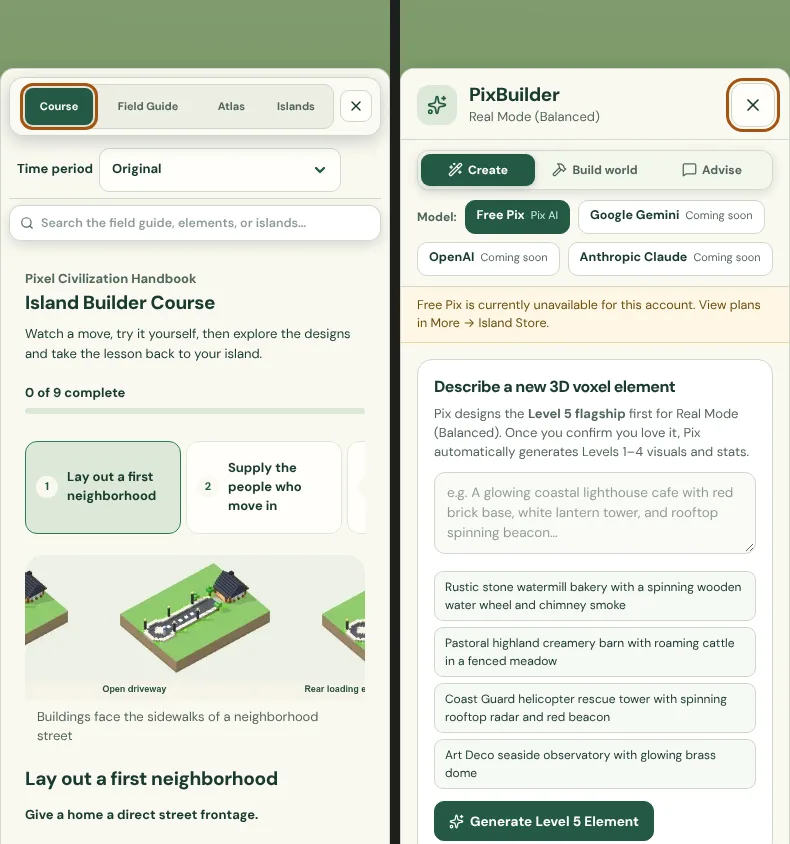 Course
Field Guide
Atlas
Islands
Time period
Original
Search the field guide, elements, or islands...
Pixel Civilization Handbook
Island Builder Course
Watch a move, try it yourself, then explore the designs
and take the lesson back to your island.
0 of 9 complete
1
Lay out a first
neighborhood
2
Supply the
people who
move in
Open driveway
Rear loading e
Buildings face the sidewalks of a neighborhood
street
Lay out a first neighborhood
Give a home a direct street frontage.
PixBuilder
Real Mode (Balanced)
Create
Build world
Advise
Model:
Free Pix Pix AI
Google Gemini Coming soon
OpenAI Coming soon
Anthropic Claude Coming soon
Free Pix is currently unavailable for this account. View plans
in More → Island Store.
Describe a new 3D voxel element
Pix designs the Level 5 flagship first for Real Mode
(Balanced). Once you confirm you love it, Pix
automatically generates Levels 1–4 visuals and stats.
e.g. A glowing coastal lighthouse cafe with red
brick base, white lantern tower, and rooftop
spinning beacon...
Rustic stone watermill bakery with a spinning wooden
water wheel and chimney smoke
Pastoral highland creamery barn with roaming cattle
in a fenced meadow
Coast Guard helicopter rescue tower with spinning
rooftop radar and red beacon
Art Deco seaside observatory with glowing brass
dome
Generate Level 5 Element